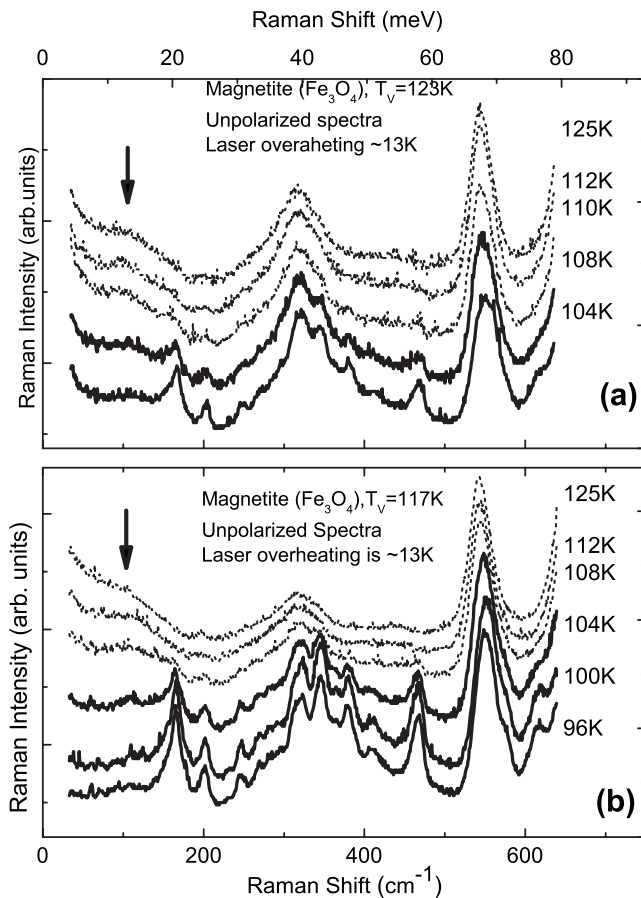 Raman Shift (meV)
0 20 40 60 80
Magnetite (Fe3O4), TV=123K
Unpolarized spectra
Laser overaheting ~13K
125K
112K
110K
108K
104K
Raman Intensity (arb.units)
(a)
Magnetite (Fe3O4),TV=117K
Unpolarized Spectra
Laser overheating is ~13K
125K
112K
108K
104K
100K
96K
Raman Intensity (arb. units)
(b)
0 200 400 600
Raman Shift (cm-1)